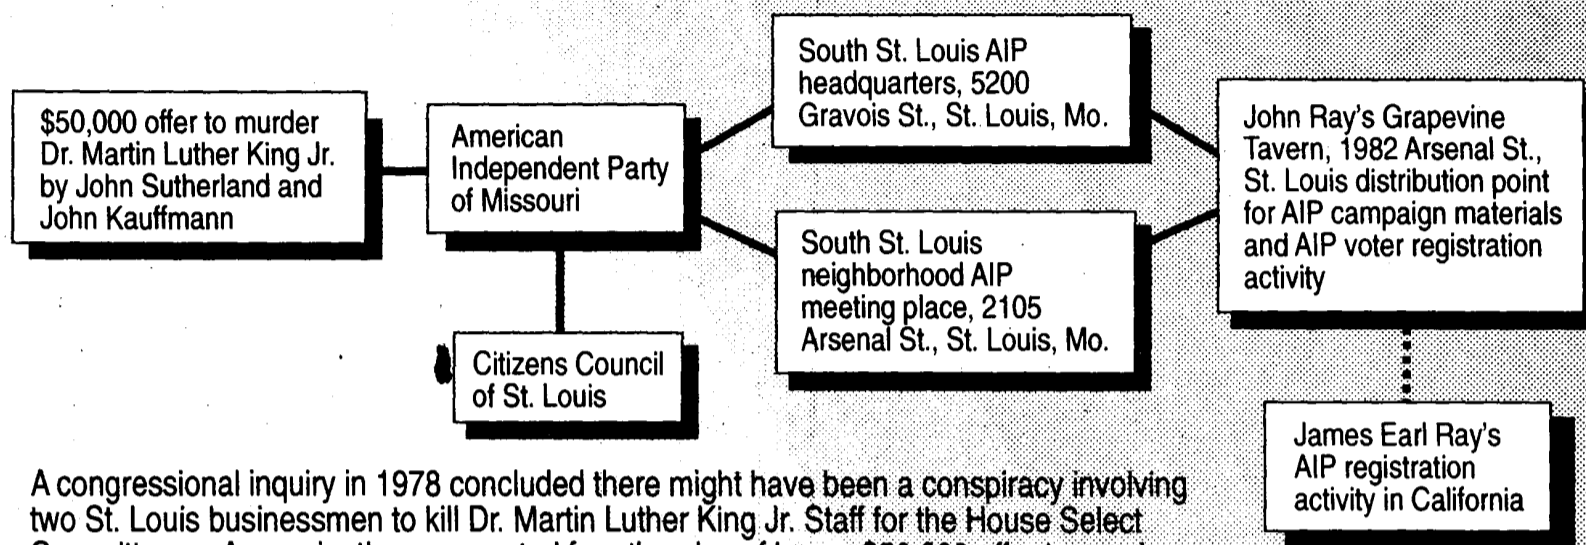 $50,000 offer to murder
Dr. Martin Luther King Jr.
by John Sutherland and
John Kauffmann
American
Independent Party
of Missouri
Citizens Council
of St. Louis
South St. Louis AIP
headquarters, 5200
Gravois St., St. Louis, Mo.
South St. Louis
neighborhood AIP
meeting place, 2105
Arsenal St., St. Louis, Mo.
John Ray's Grapevine
Tavern, 1982 Arsenal St.,
St. Louis distribution point
for AIP campaign materials
and AIP voter registration
activity
James Earl Ray's
AIP registration
activity in California
A congressional inquiry in 1978 concluded there might have been a conspiracy involving
two St. Louis businessmen to kill Dr. Martin Luther King Jr. Staff for the House Select